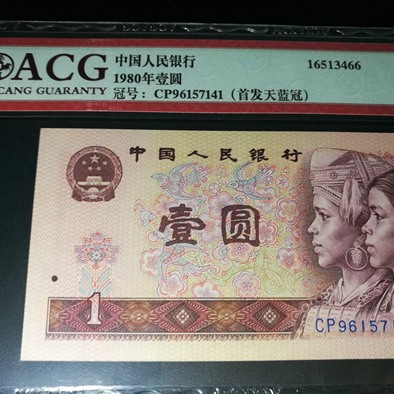 ACG
CANG GUARANTY
中国人民银行
1980年壹圆
冠号：CP96157141（首发天蓝冠）
16513466
中国人民银行
壹圆
1
CP961571